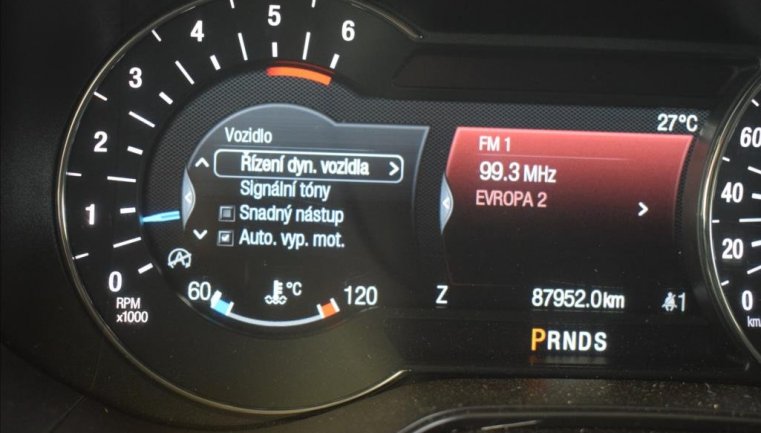 6
5
4
3
2
1
0
RPM
x1000
Vozidlo
Řízení dyn. vozidla
Signální tóny
Snadný nástup
Auto. vyp. mot.
A
60
°C
120
27°C
FM 1
99.3 MHz
EVROPA 2
Z
87952.0km
1
PRNDS
60
40
20
0
km